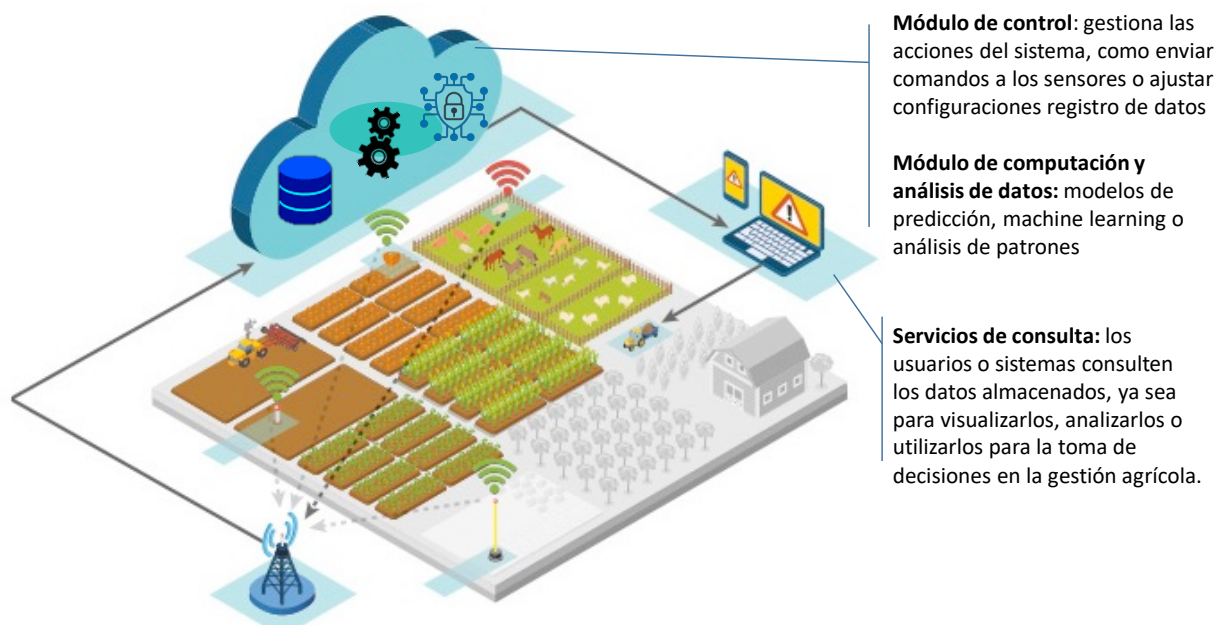 Módulo de control: gestiona las
acciones del sistema, como enviar
comandos a los sensores o ajustar
configuraciones registro de datos
Módulo de computación y
análisis de datos: modelos de
predicción, machine learning o
análisis de patrones
Servicios de consulta: los
usuarios o sistemas consulten
los datos almacenados, ya sea
para visualizarlos, analizarlos o
utilizarlos para la toma de
decisiones en la gestión agrícola.